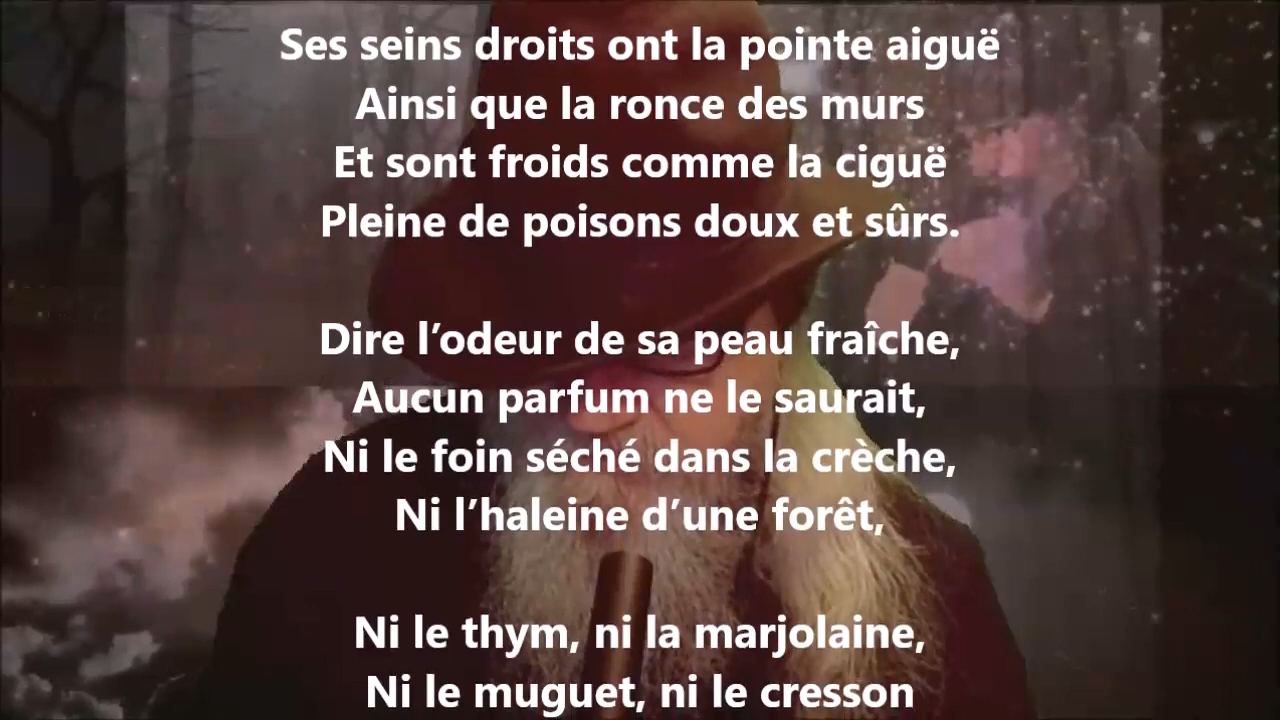 Ses seins droits ont la pointe aiguë
Ainsi que la ronce des murs
Et sont froids comme la ciguë
Pleine de poisons doux et sûrs.
Dire l’odeur de sa peau fraîche,
Aucun parfum ne le saurait,
Ni le foin séché dans la crèche,
Ni l’haleine d’une forêt,
Ni le thym, ni la marjolaine,
Ni le muguet, ni le cresson